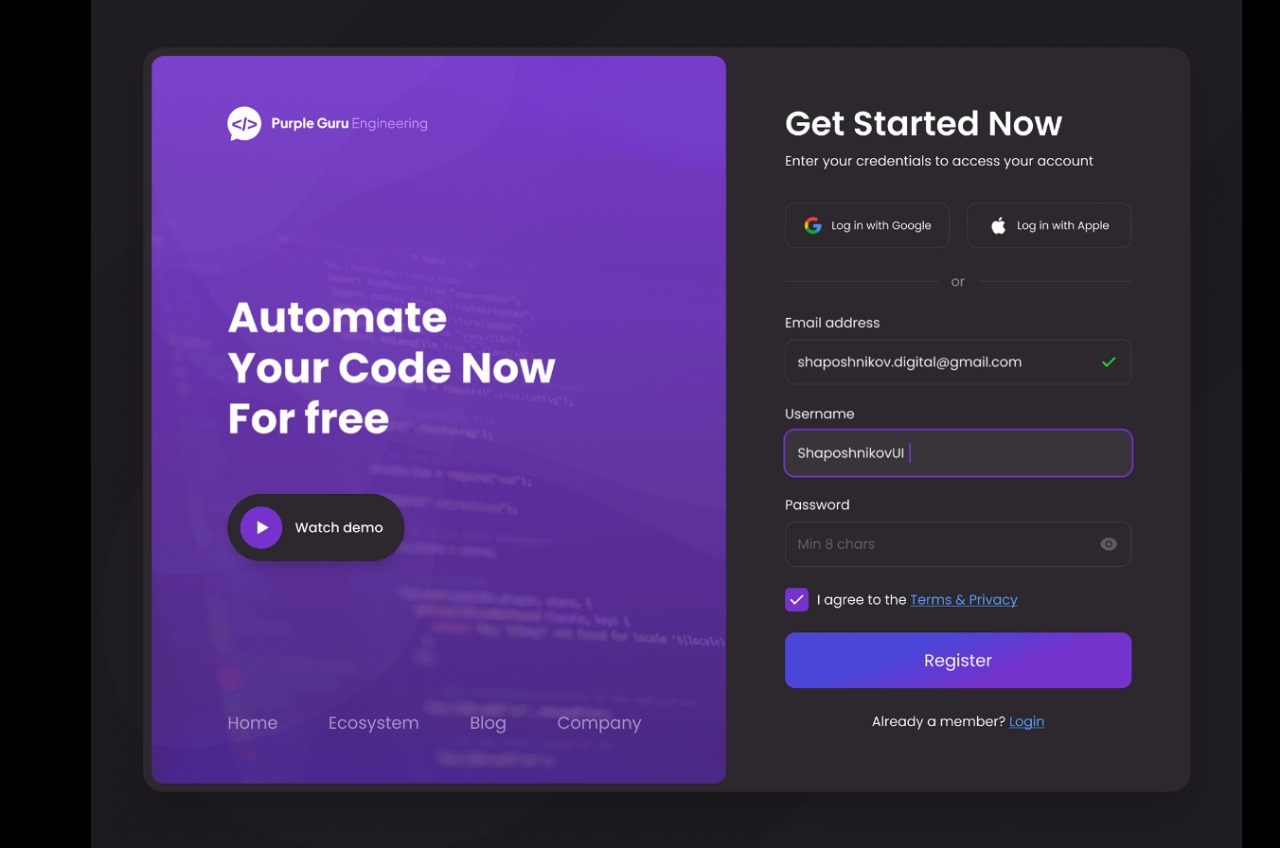 Purple Guru Engineering
Automate
Your Code Now
For free
Watch demo
Home Ecosystem Blog Company
Get Started Now
Enter your credentials to access your account
Log in with Google Log in with Apple
or
Email address
shaposhnikov.digital@gmail.com
Username
ShaposhnikovUI
Password
Min 8 chars
I agree to the Terms & Privacy
Register
Already a member? Login